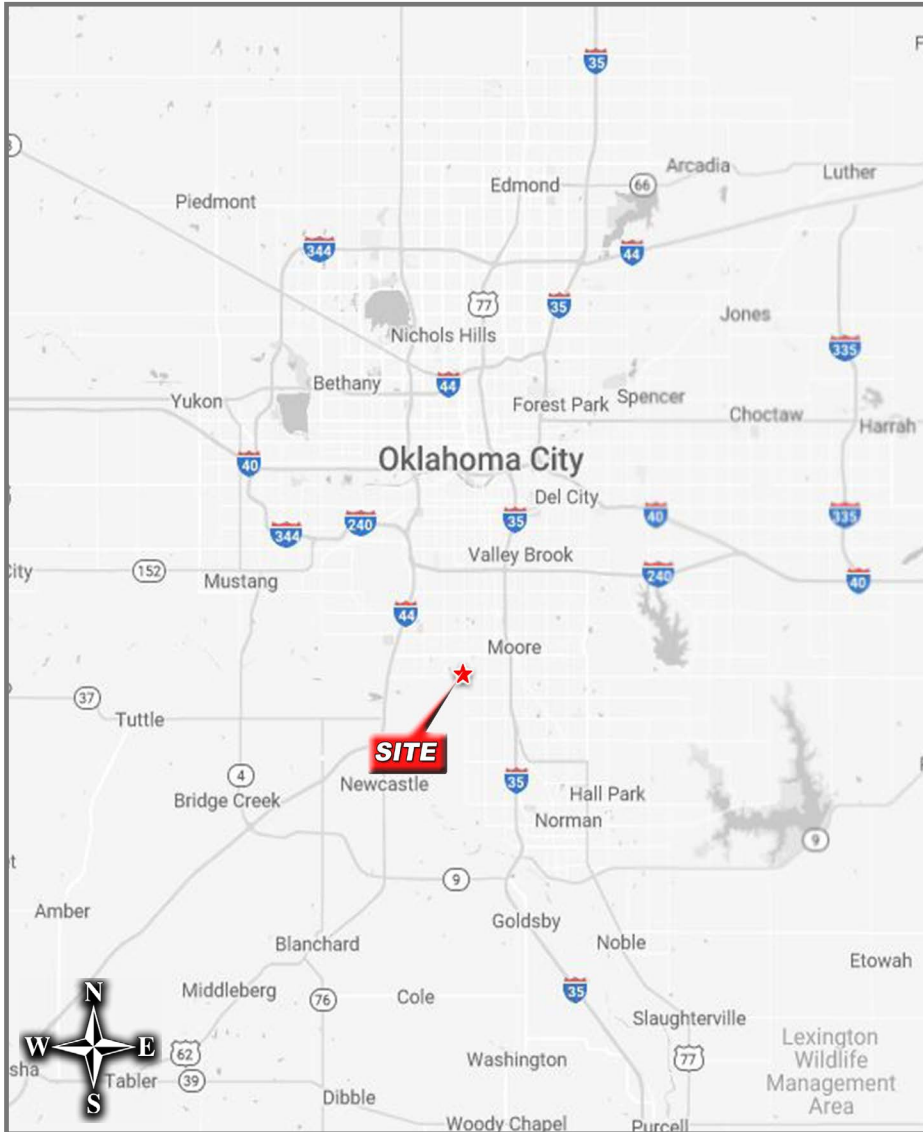 35
Arcadia
Luther
Edmond
66
Piedmont
344
44
77
35
Jones
Nichols Hills
335
Bethany
44
Yukon
Forest Park
Spencer
Choctaw
Harrah
Oklahoma City
40
Del City
35
40
335
240
344
Valley Brook
152
Mustang
240
40
44
Moore
37
Tuttle
SITE
4
Newcastle
35
Bridge Creek
Hall Park
Norman
9
9
Amber
Goldsby
Blanchard
Noble
Etowah
Middleberg
76
Cole
35
N
W
E
S
Slaughterville
Lexington
Wildlife
Management
Area
62
Washington
77
39
Tabler
Dibble
Woody Chapel
Purcell